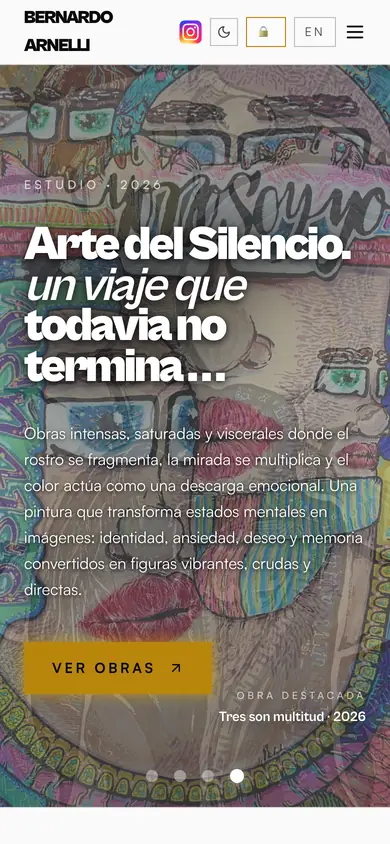 BERNARDO
ARNELLI
EN
ESTUDIO · 2026
Arte del Silencio.
un viaje que
todavia no
termina...
Obras intensas, saturadas y viscerales donde el
rostro se fragmenta, la mirada se multiplica y el
color actúa como una descarga emocional. Una
pintura que transforma estados mentales en
imágenes: identidad, ansiedad, deseo y memoria
convertidos en figuras vibrantes, crudas y
directas.
VER OBRAS
OBRA DESTACADA
Tres son multitud · 2026